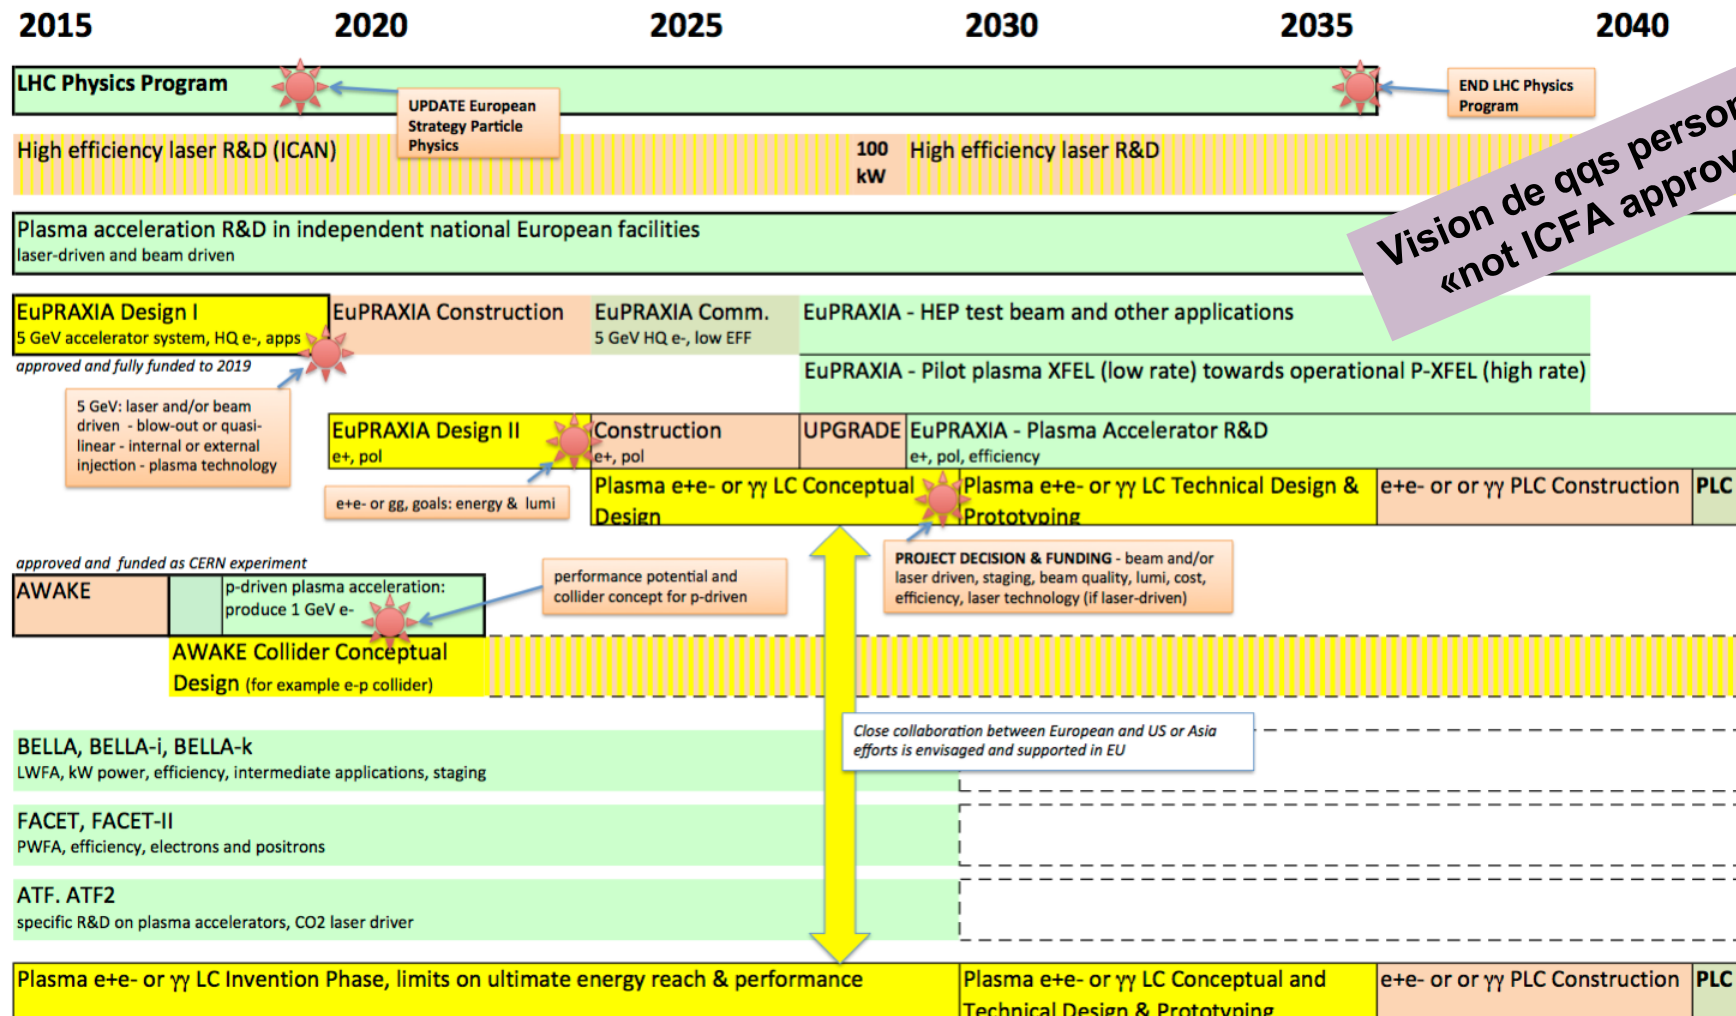 2015 2020 2025 2030 2035 2040
LHC Physics Program
UPDATE European
Strategy Particle
Physics
END LHC Physics
Program
High efficiency laser R&D (ICAN)
100
kW
High efficiency laser R&D
Vision de qqs
«not ICFA
Plasma acceleration R&D in independent national European facilities
laser-driven and beam driven
EuPRAXIA Design I
5 GeV accelerator system, HQ e-, apps
EuPRAXIA Construction
EuPRAXIA Comm.
5 GeV HQ e-, low EFF
EuPRAXIA - HEP test beam and other applications
approved and fully funded to 2019
EuPRAXIA - Pilot plasma XFEL (low rate) towards operational P-XFEL (high rate)
5 GeV: laser and/or beam
driven - blow-out or quasi-
linear - internal or external
injection - plasma technology
EuPRAXIA Design II
e+, pol
Construction
e+, pol
UPGRADE
EuPRAXIA - Plasma Accelerator R&D
e+, pol, efficiency
e+e- or gg, goals: energy & lumi
Plasma e+e- or γγ LC Conceptual
Design
Plasma e+e- or γγ LC Technical Design &
Prototyping
e+e- or or γγ PLC Construction
PLC
PROJECT DECISION & FUNDING - beam and/or
laser driven, staging, beam quality, lumi, cost,
efficiency, laser technology (if laser-driven)
approved and funded as CERN experiment
AWAKE
p-driven plasma acceleration:
produce 1 GeV e-
performance potential and
collider concept for p-driven
AWAKE Collider Conceptual
Design (for example e-p collider)
Close collaboration between European and US or Asia
efforts is envisaged and supported in EU
BELLA, BELLA-i, BELLA-k
LWFA, kW power, efficiency, intermediate applications, staging
FACET, FACET-II
PWFA, efficiency, electrons and positrons
ATF. ATF2
specific R&D on plasma accelerators, CO2 laser driver
Plasma e+e- or γγ LC Invention Phase, limits on ultimate energy reach & performance
Plasma e+e- or γγ LC Conceptual and
Technical Design & Prototyping
e+e- or or γγ PLC Construction
PLC